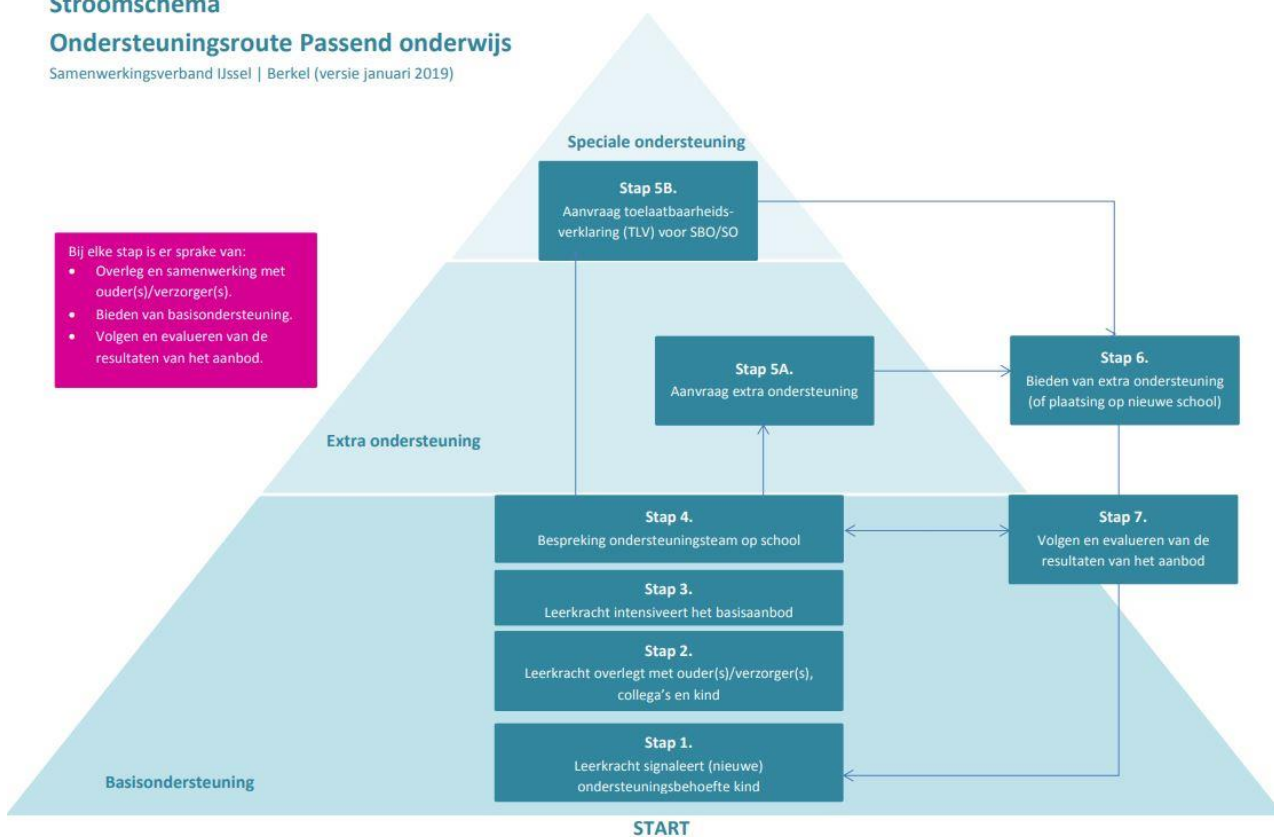 Stroomschema
Ondersteuningsroute Passend onderwijs
Samenwerkingsverband IJssel | Berkel (versie januari 2019)
Speciale ondersteuning
Stap 5B.
Aanvraag toelaatbaarheids-
verklaring (TLV) voor SBO/SO
Bij elke stap is er sprake van:
• Overleg en samenwerking met
ouder(s)/verzorger(s).
• Bieden van basisondersteuning.
• Volgen en evalueren van de
resultaten van het aanbod.
Stap 5A.
Aanvraag extra ondersteuning
Stap 6.
Bieden van extra ondersteuning
(of plaatsing op nieuwe school)
Extra ondersteuning
Stap 4.
Bespreking ondersteuningsteam op school
Stap 7.
Volgen en evalueren van de
resultaten van het aanbod
Stap 3.
Leerkracht intensiveert het basisaanbod
Stap 2.
Leerkracht overlegt met ouder(s)/verzorger(s),
collega's en kind
Stap 1.
Leerkracht signaleert (nieuwe)
ondersteuningsbehoefte kind
Basisondersteuning
START